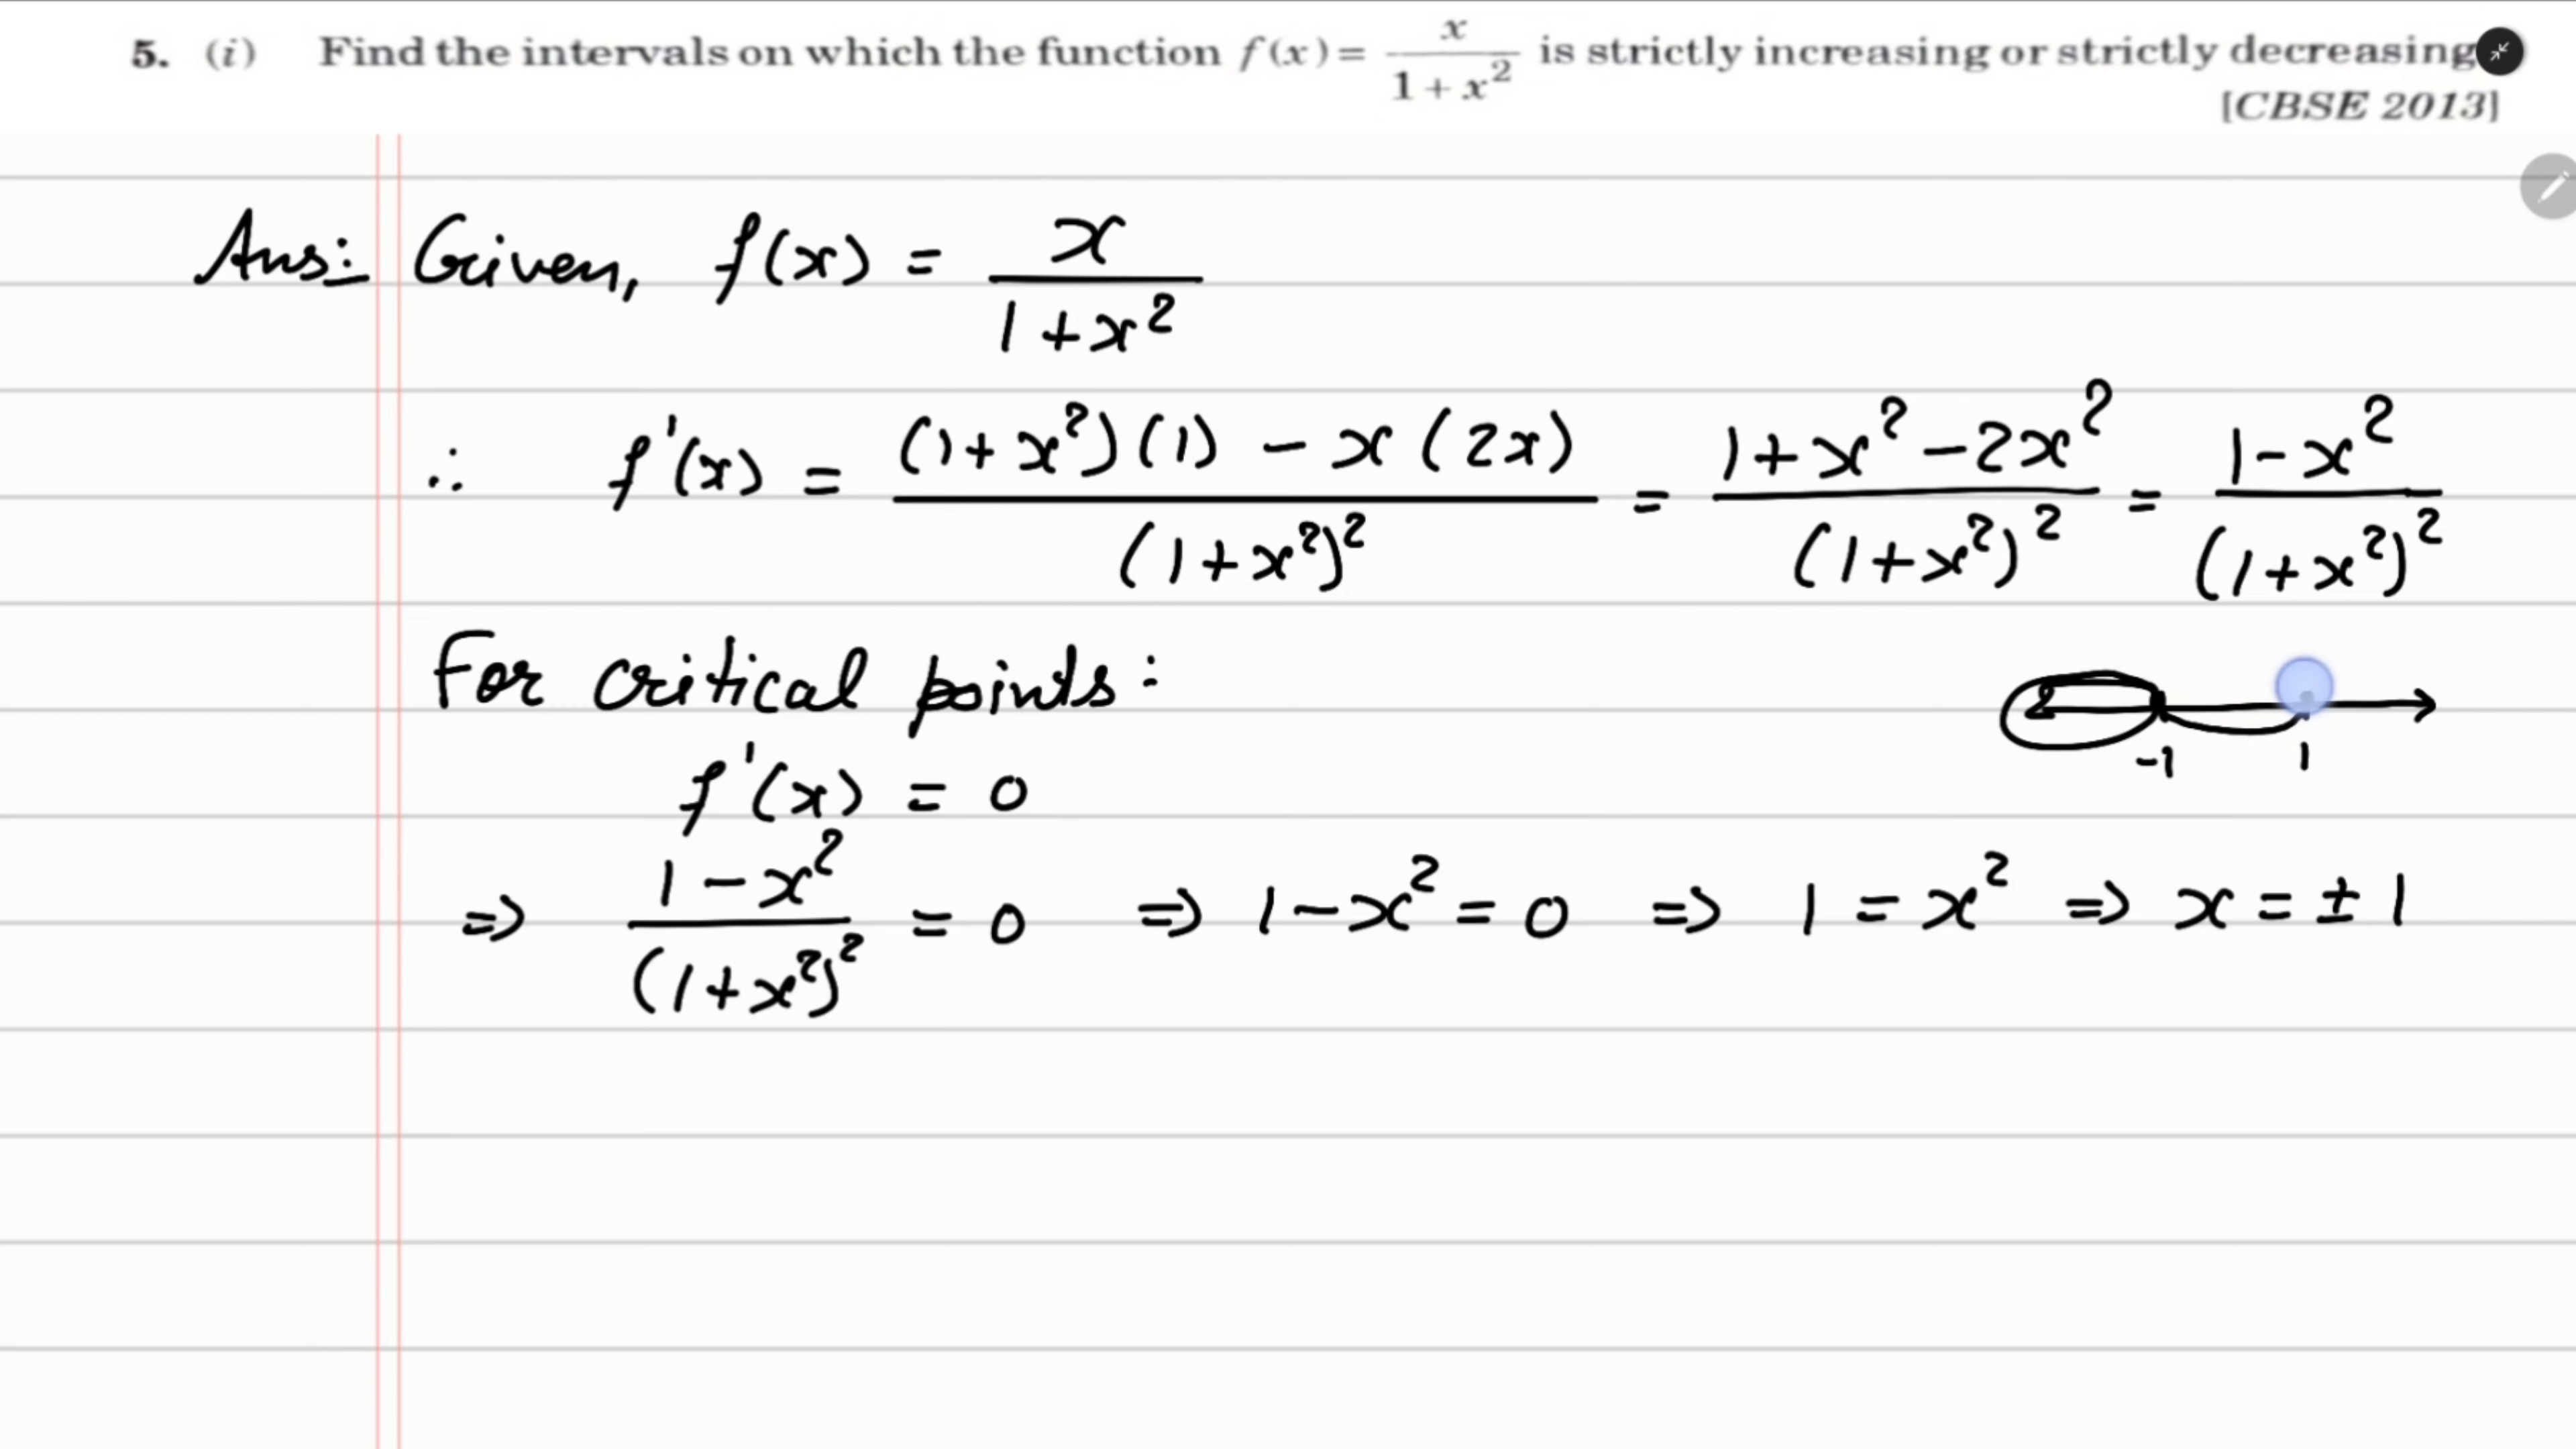 5. (i) Find the intervals on which the function f(x) = x/(1 + x²) is strictly increasing or strictly decreasing
[CBSE 2013]
Ans: Given, f(x) = x/(1+x²)
∴ f'(x) = ((1+x²)(1) − x(2x))/(1+x²)² = (1+x²−2x²)/(1+x²)² = (1−x²)/(1+x²)²
For critical points:
-1 1
f'(x) = 0
⇒ (1−x²)/(1+x²)² = 0 ⇒ 1−x² = 0 ⇒ 1 = x² ⇒ x = ±1